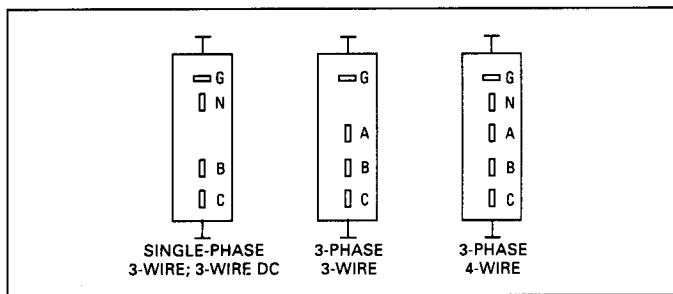 G
N
B
C
SINGLE-PHASE
3-WIRE; 3-WIRE DC
G
A
B
C
3-PHASE
3-WIRE
G
N
A
B
C
3-PHASE
4-WIRE